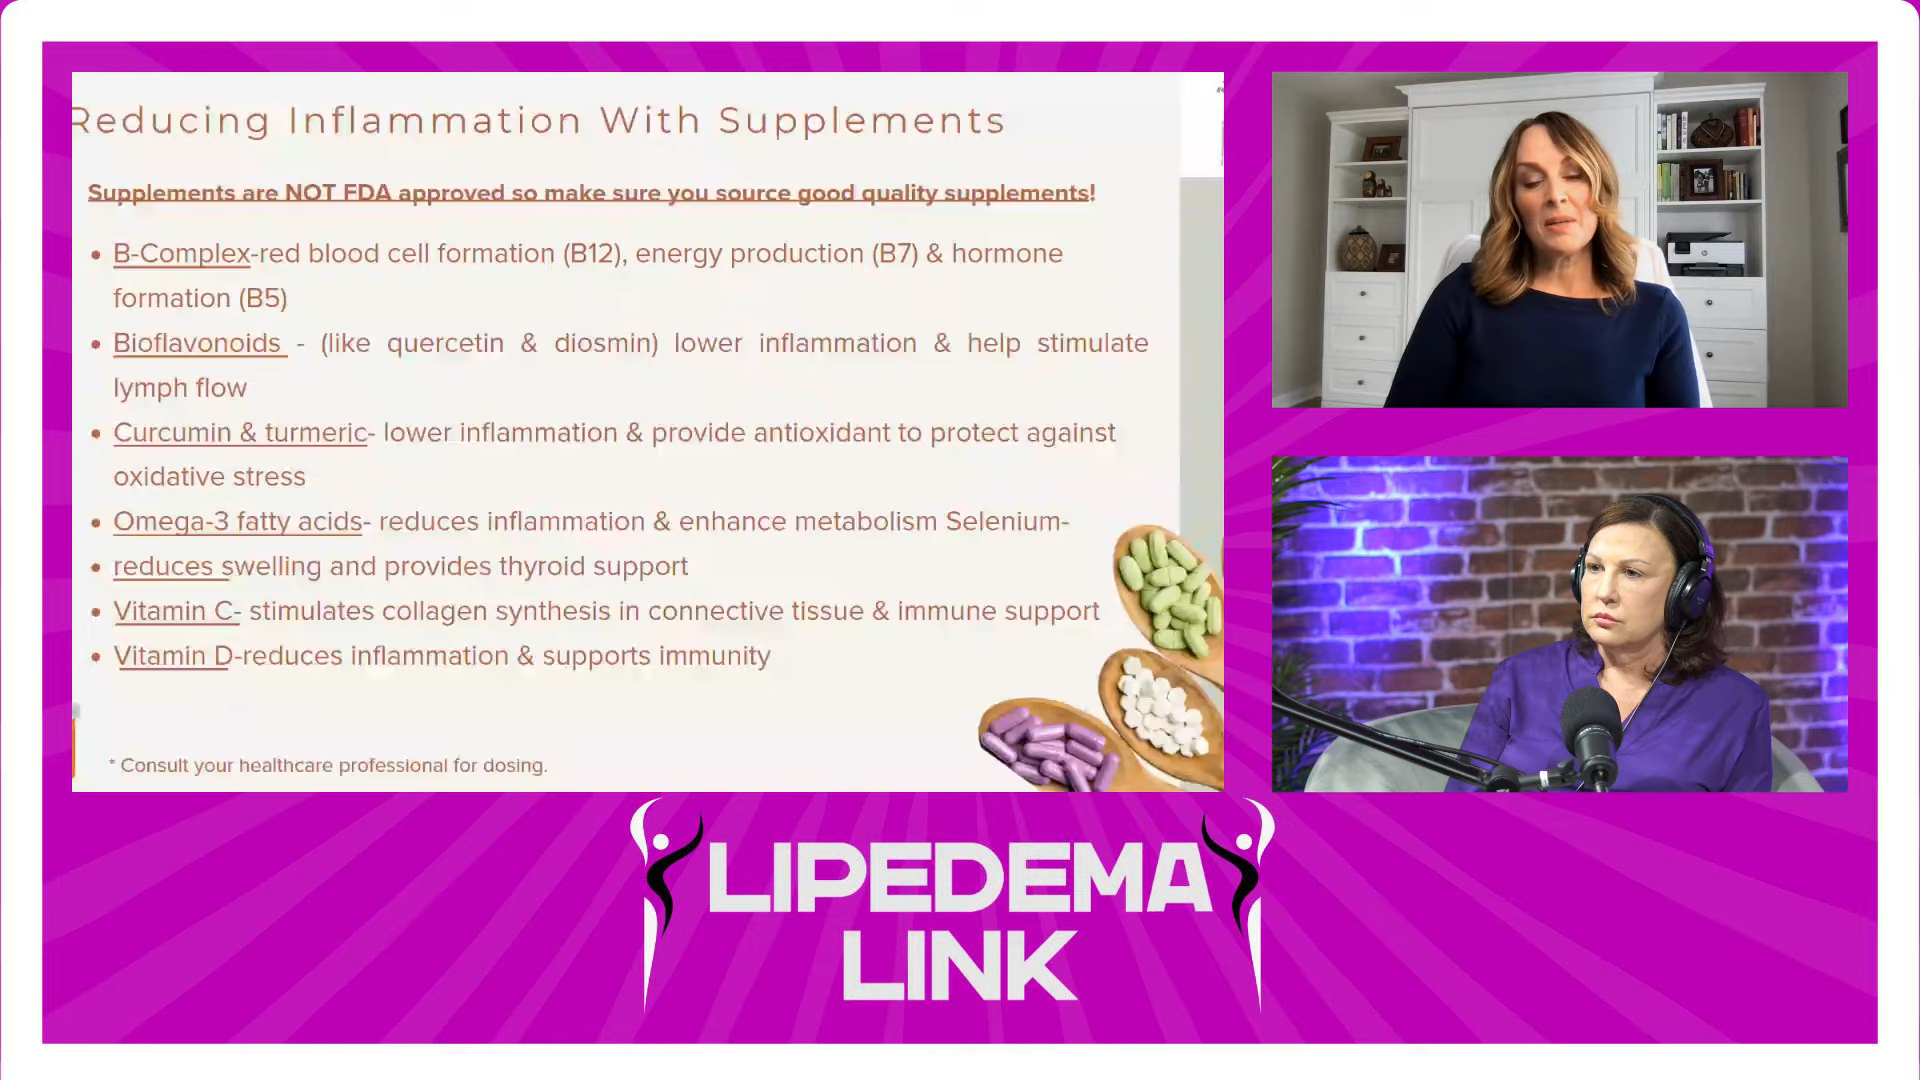 Reducing Inflammation With Supplements
Supplements are NOT FDA approved so make sure you source good quality supplements!
• B-Complex-red blood cell formation (B12), energy production (B7) & hormone
formation (B5)
• Bioflavonoids - (like quercetin & diosmin) lower inflammation & help stimulate
lymph flow
• Curcumin & turmeric- lower inflammation & provide antioxidant to protect against
oxidative stress
• Omega-3 fatty acids- reduces inflammation & enhance metabolism Selenium-
• reduces swelling and provides thyroid support
• Vitamin C- stimulates collagen synthesis in connective tissue & immune support
• Vitamin D-reduces inflammation & supports immunity
* Consult your healthcare professional for dosing.
LIPEDEMA
LINK